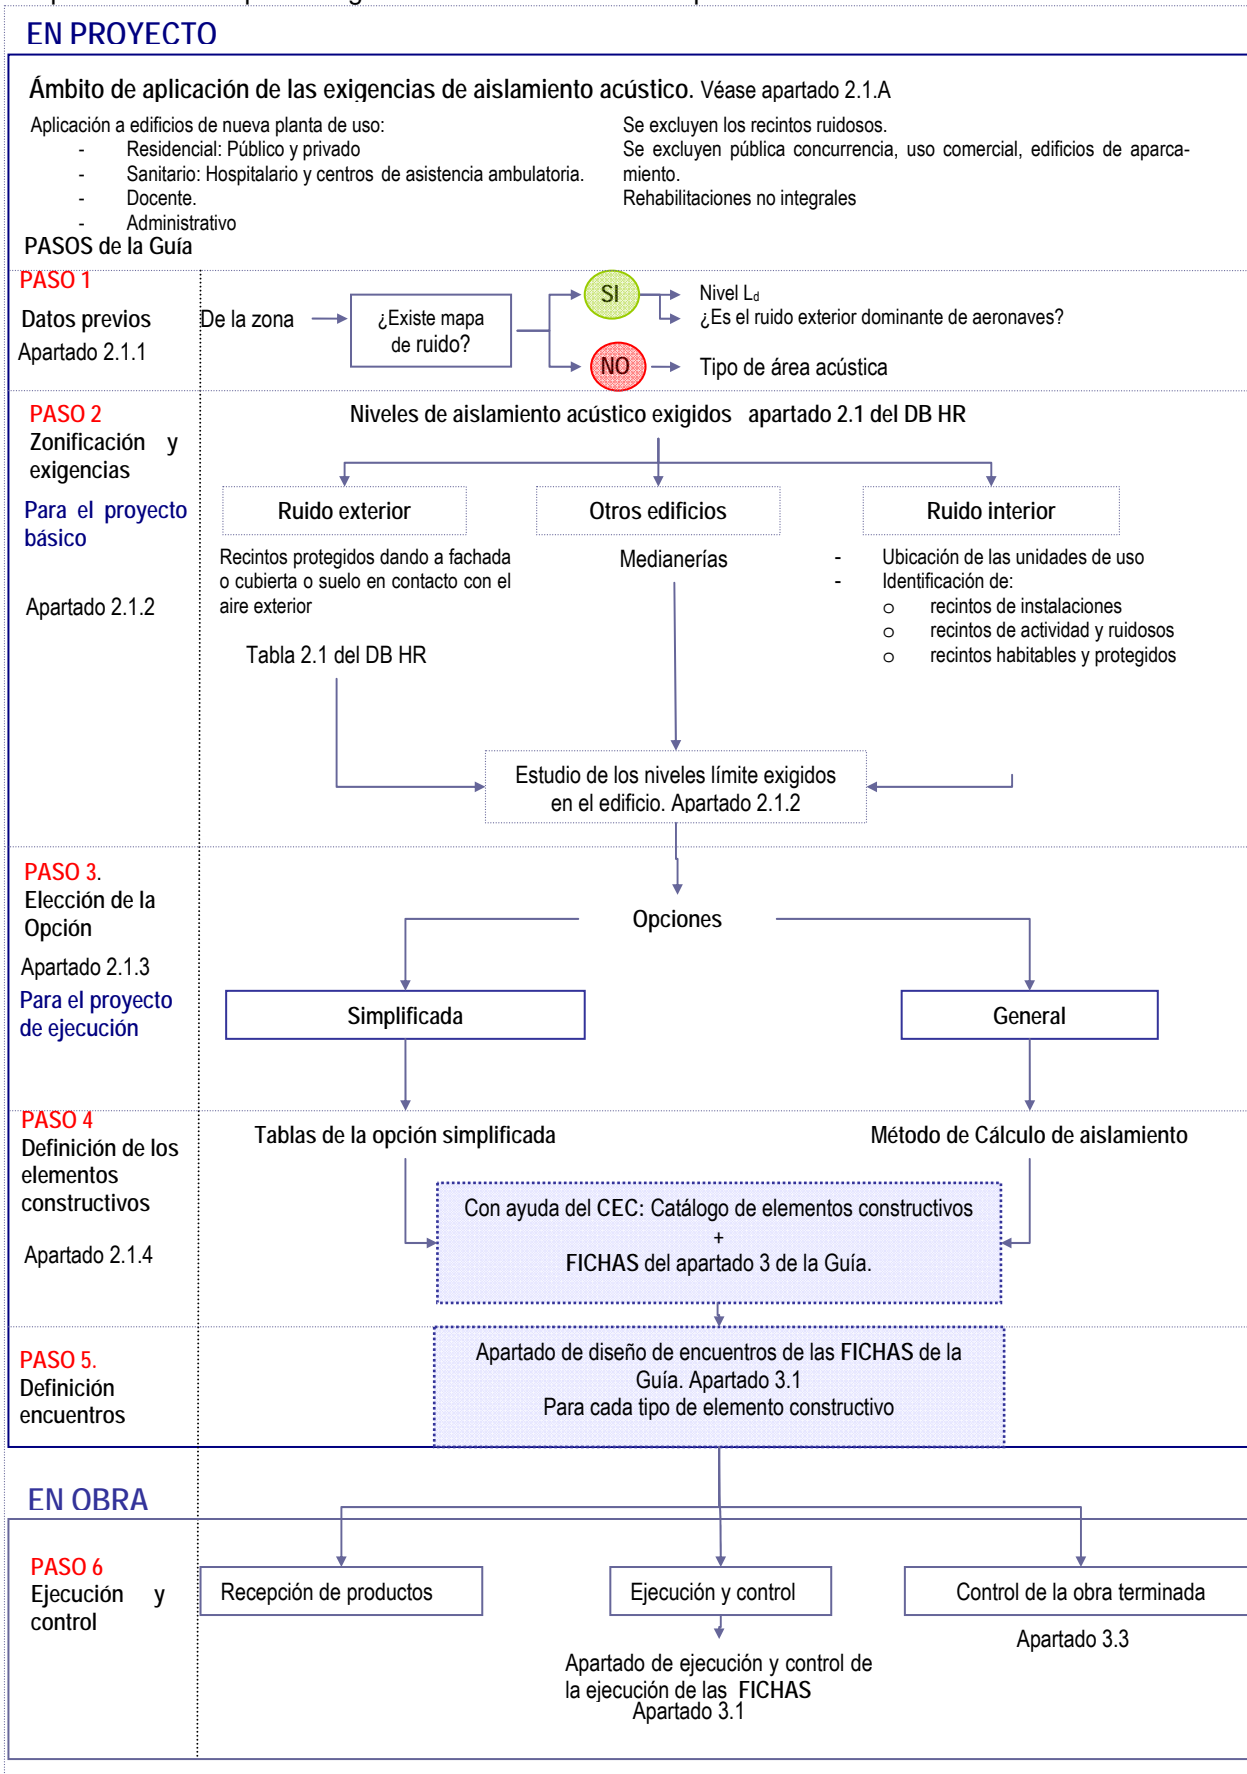 EN PROYECTO
Ámbito de aplicación de las exigencias de aislamiento acústico. Véase apartado 2.1.A
Aplicación a edificios de nueva planta de uso:
- Residencial: Público y privado
- Sanitario: Hospitalario y centros de asistencia ambulatoria.
- Docente.
- Administrativo
Se excluyen los recintos ruidosos.
Se excluyen pública concurrencia, uso comercial, edificios de aparca-
miento.
Rehabilitaciones no integrales
PASOS de la Guía
PASO 1
Datos previos
Apartado 2.1.1
De la zona
¿Existe mapa
de ruido?
SI
Nivel Ld
¿Es el ruido exterior dominante de aeronaves?
NO
Tipo de área acústica
PASO 2
Zonificación y
exigencias
Para el proyecto
básico
Apartado 2.1.2
Niveles de aislamiento acústico exigidos apartado 2.1 del DB HR
Ruido exterior
Otros edificios
Ruido interior
Recintos protegidos dando a fachada
o cubierta o suelo en contacto con el
aire exterior
Tabla 2.1 del DB HR
Medianerías
- Ubicación de las unidades de uso
- Identificación de:
o recintos de instalaciones
o recintos de actividad y ruidosos
o recintos habitables y protegidos
Estudio de los niveles límite exigidos
en el edificio. Apartado 2.1.2
PASO 3.
Elección de la
Opción
Apartado 2.1.3
Para el proyecto
de ejecución
Opciones
Simplificada
General
PASO 4
Definición de los
elementos
constructivos
Apartado 2.1.4
Tablas de la opción simplificada
Método de Cálculo de aislamiento
Con ayuda del CEC: Catálogo de elementos constructivos
+
FICHAS del apartado 3 de la Guía.
PASO 5.
Definición
encuentros
Apartado de diseño de encuentros de las FICHAS de la
Guía. Apartado 3.1
Para cada tipo de elemento constructivo
EN OBRA
PASO 6
Ejecución y
control
Recepción de productos
Ejecución y control
Control de la obra terminada
Apartado 3.3
Apartado de ejecución y control de
la ejecución de las FICHAS
Apartado 3.1